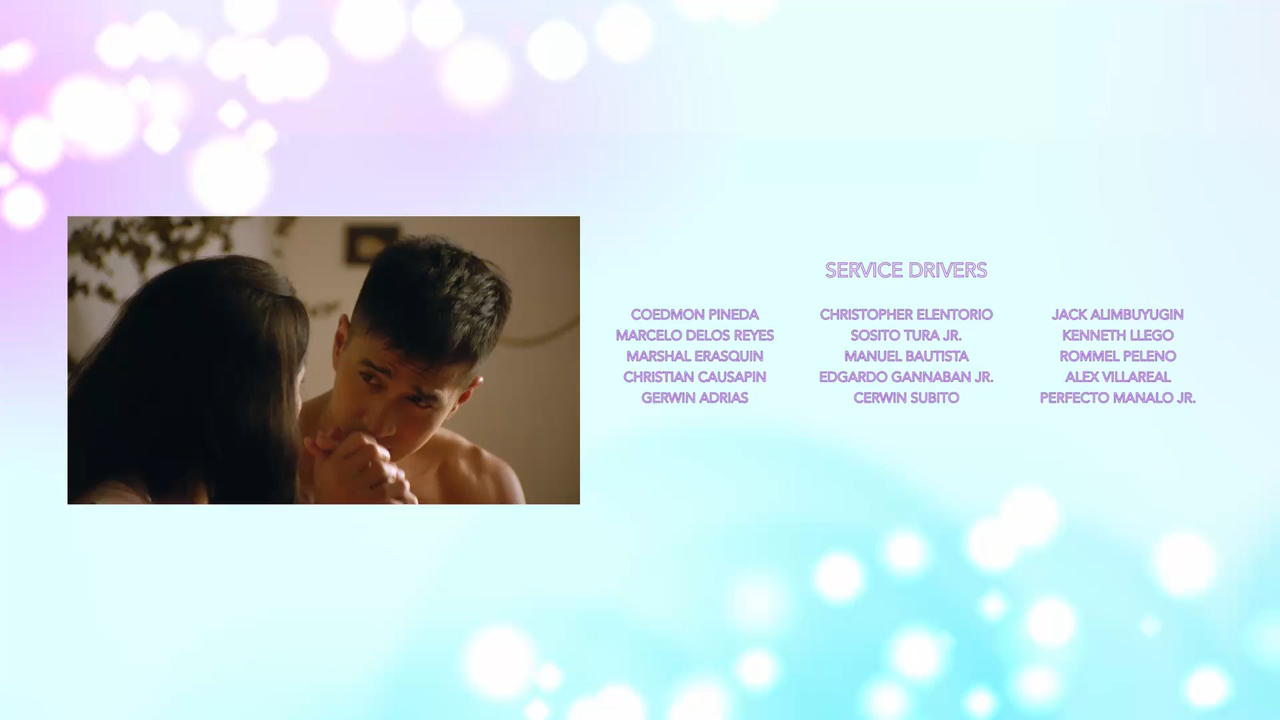 SERVICE DRIVERS
COEDMON PINEDA
MARCELO DELOS REYES
MARSHAL ERASQUIN
CHRISTIAN CAUSAPIN
GERWIN ADRIAS
CHRISTOPHER ELENTORIO
SOSITO TURA JR.
MANUEL BAUTISTA
EDGARDO GANNABAN JR.
CERWIN SUBITO
JACK ALIMBUYUGIN
KENNETH LLEGO
ROMMEL PELENO
ALEX VILLAREAL
PERFECTO MANALO JR.